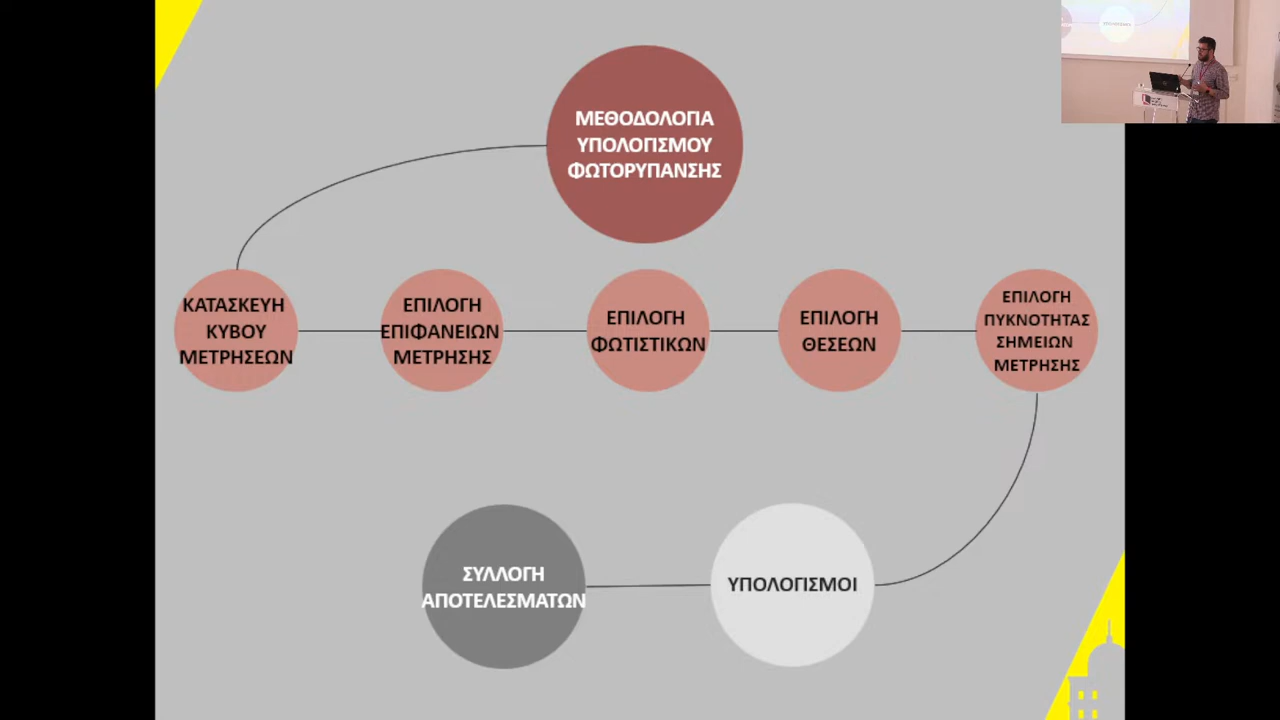 ΜΕΘΟΔΟΛΟΓΙΑ
ΥΠΟΛΟΓΙΣΜΟΥ
ΦΩΤΟΡΥΠΑΝΣΗΣ
ΚΑΤΑΣΚΕΥΗ
ΚΥΒΟΥ
ΜΕΤΡΗΣΕΩΝ
ΕΠΙΛΟΓΗ
ΕΠΙΦΑΝΕΙΩΝ
ΜΕΤΡΗΣΗΣ
ΕΠΙΛΟΓΗ
ΦΩΤΙΣΤΙΚΩΝ
ΕΠΙΛΟΓΗ
ΘΕΣΕΩΝ
ΕΠΙΛΟΓΗ
ΠΥΚΝΟΤΗΤΑΣ
ΣΗΜΕΙΩΝ
ΜΕΤΡΗΣΗΣ
ΣΥΛΛΟΓΗ
ΑΠΟΤΕΛΕΣΜΑΤΩΝ
ΥΠΟΛΟΓΙΣΜΟΙ